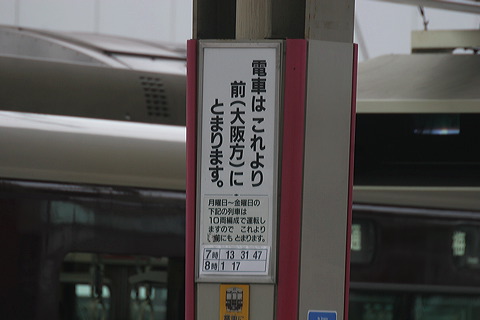 電車は これより
前(大阪方)に
とまります。
月曜日～金曜日の
下記の列車は
10両編成で運転し
ますので これより
前にも とまります。
7時 13 31 47
8時 1 17